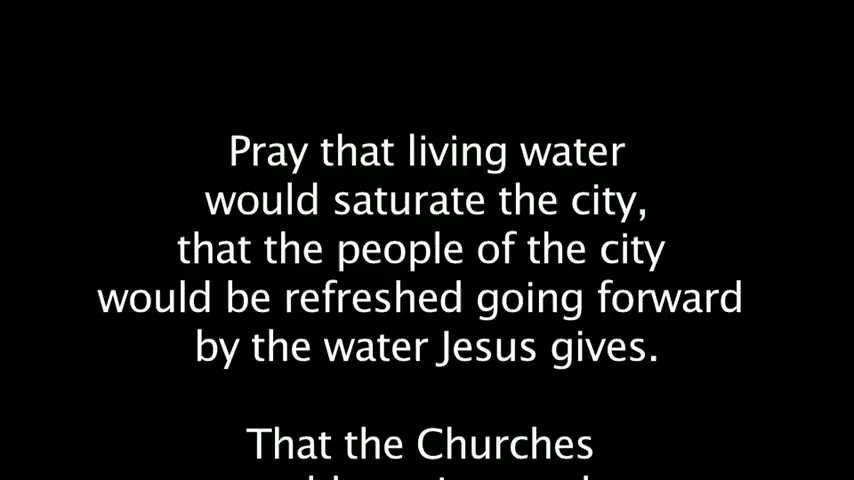 Pray that living water
would saturate the city,
that the people of the city
would be refreshed going forward
by the water Jesus gives.
That the Churches